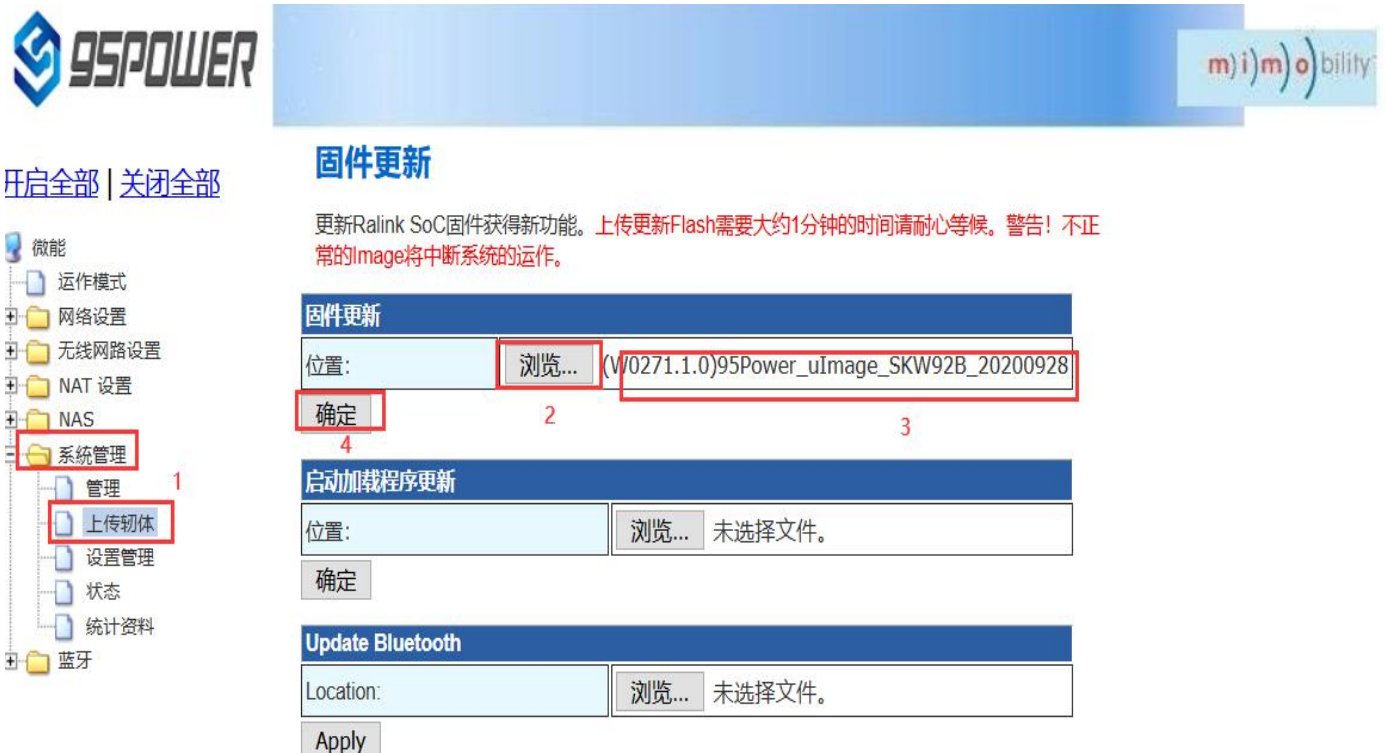 95POWER
m)i)m)o)bility
开启全部 | 关闭全部
微能
运作模式
网络设置
无线网路设置
NAT 设置
NAS
系统管理
1
管理
上传轫体
设置管理
状态
统计资料
蓝牙
固件更新
更新Ralink SoC固件获得新功能。上传更新Flash需要大约1分钟的时间请耐心等候。警告！不正
常的Image将中断系统的运作。
固件更新
位置: 浏览... (W0271.1.0)95Power_uImage_SKW92B_20200928
确定 2 3
4
启动加载程序更新
位置: 浏览... 未选择文件。
确定
Update Bluetooth
Location: 浏览... 未选择文件。
Apply